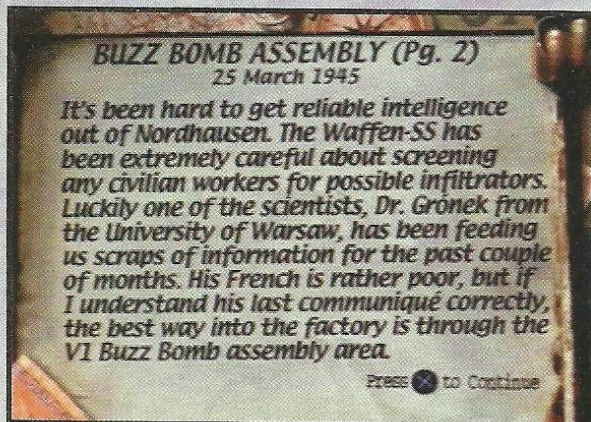 BUZZ BOMB ASSEMBLY (Pg. 2)
25 March 1945
It's been hard to get reliable intelligence
out of Nordhausen. The Waffen-SS has
been extremely careful about screening
any civilian workers for possible infiltrators.
Luckily one of the scientists, Dr. Gronek from
the University of Warsaw, has been feeding
us scraps of information for the past couple
of months. His French is rather poor, but if
I understand his last communiqué correctly,
the best way into the factory is through the
V1 Buzz Bomb assembly area.
Press X to Continue